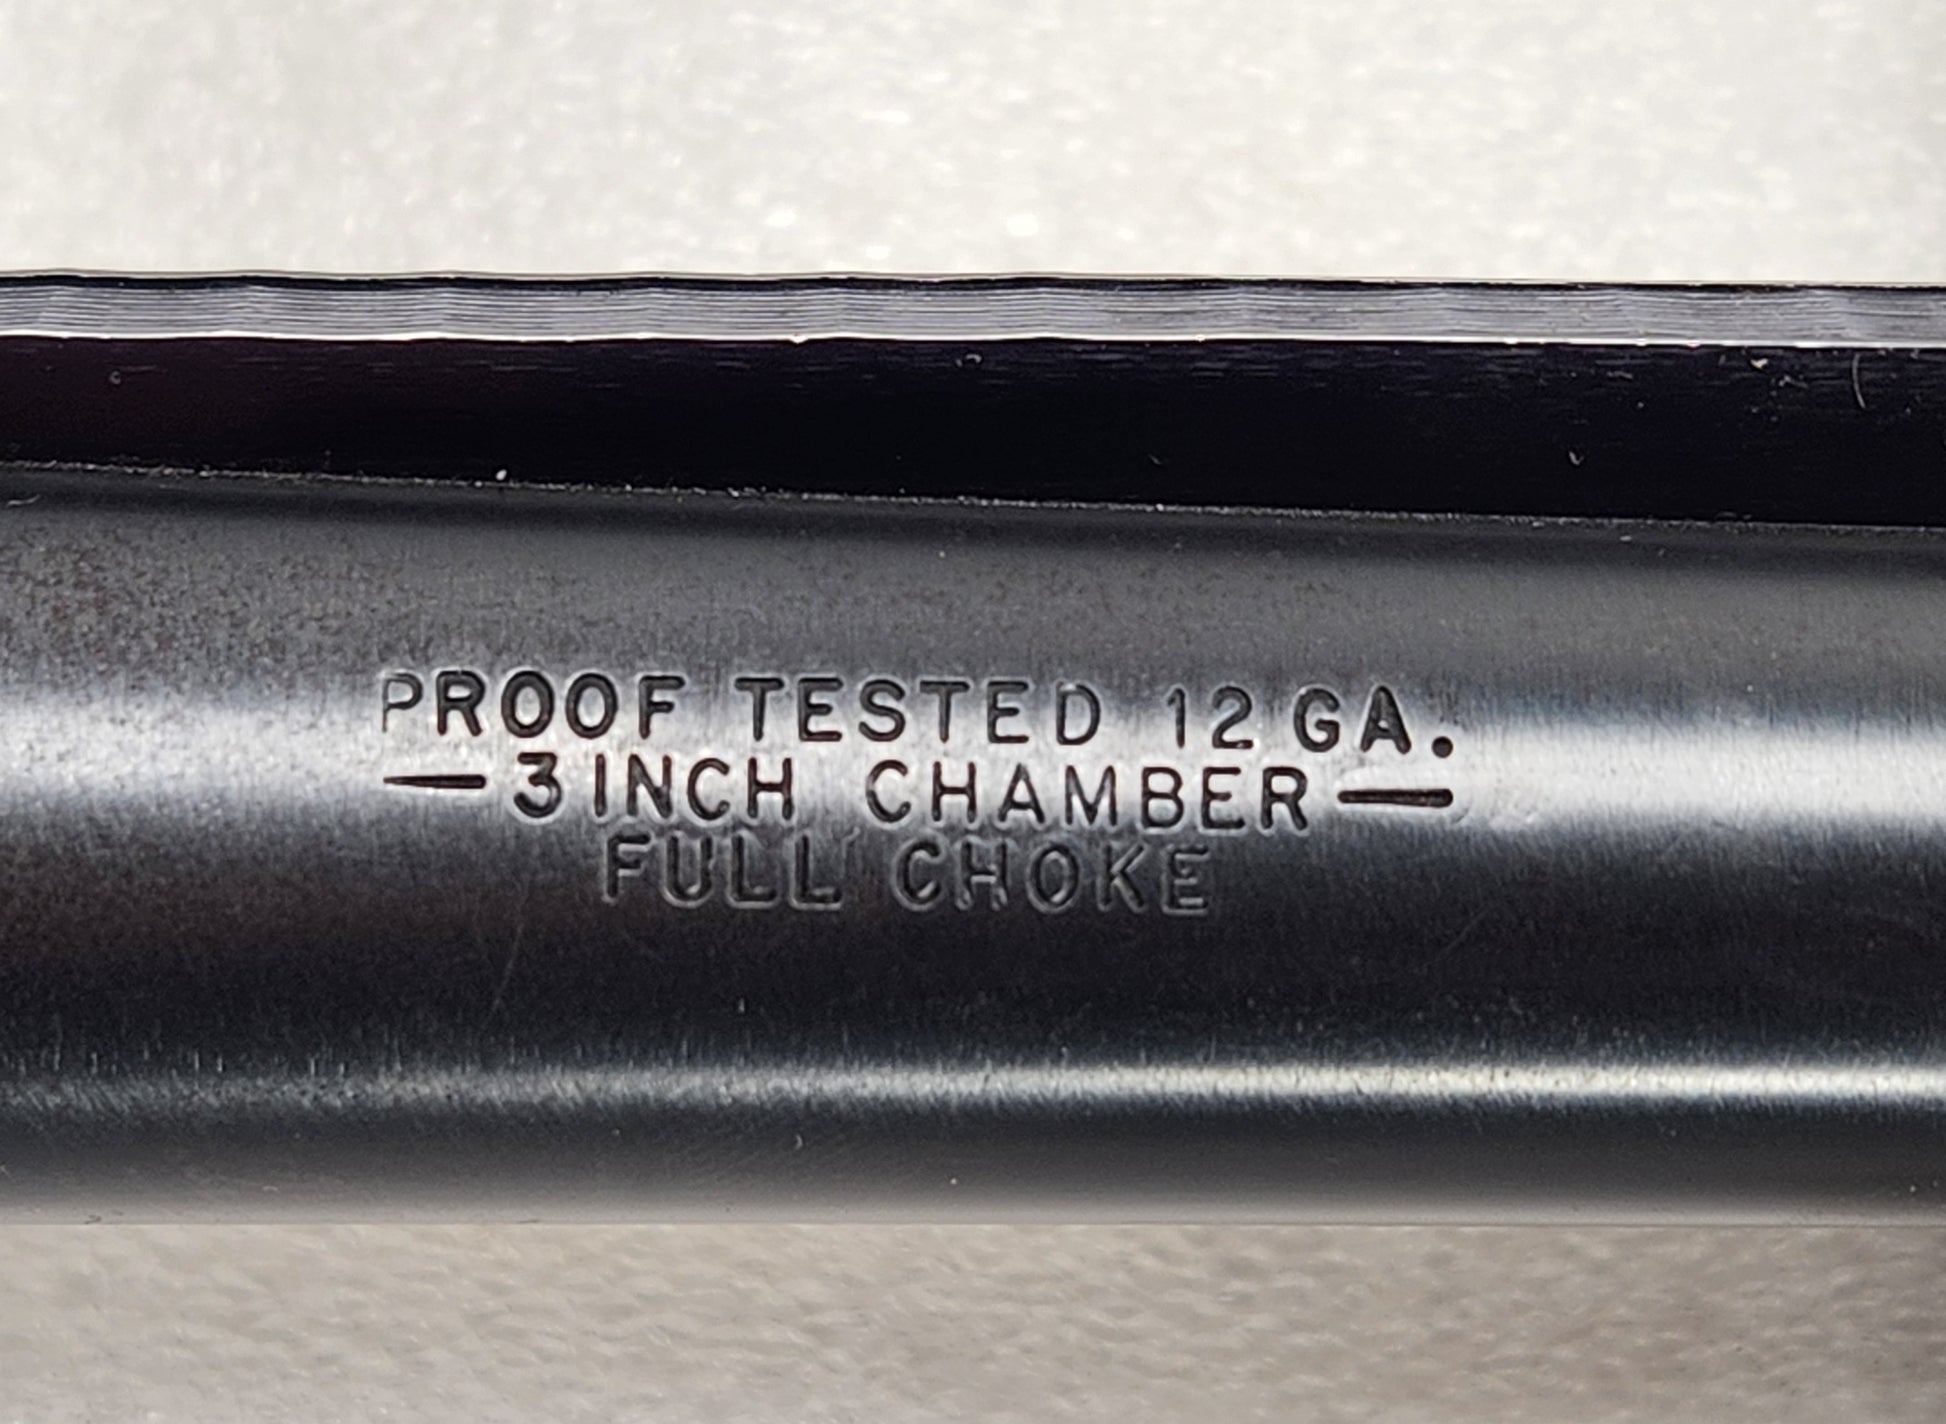 PROOF TESTED 12 GA.
— 3 INCH CHAMBER —
FULL CHOKE